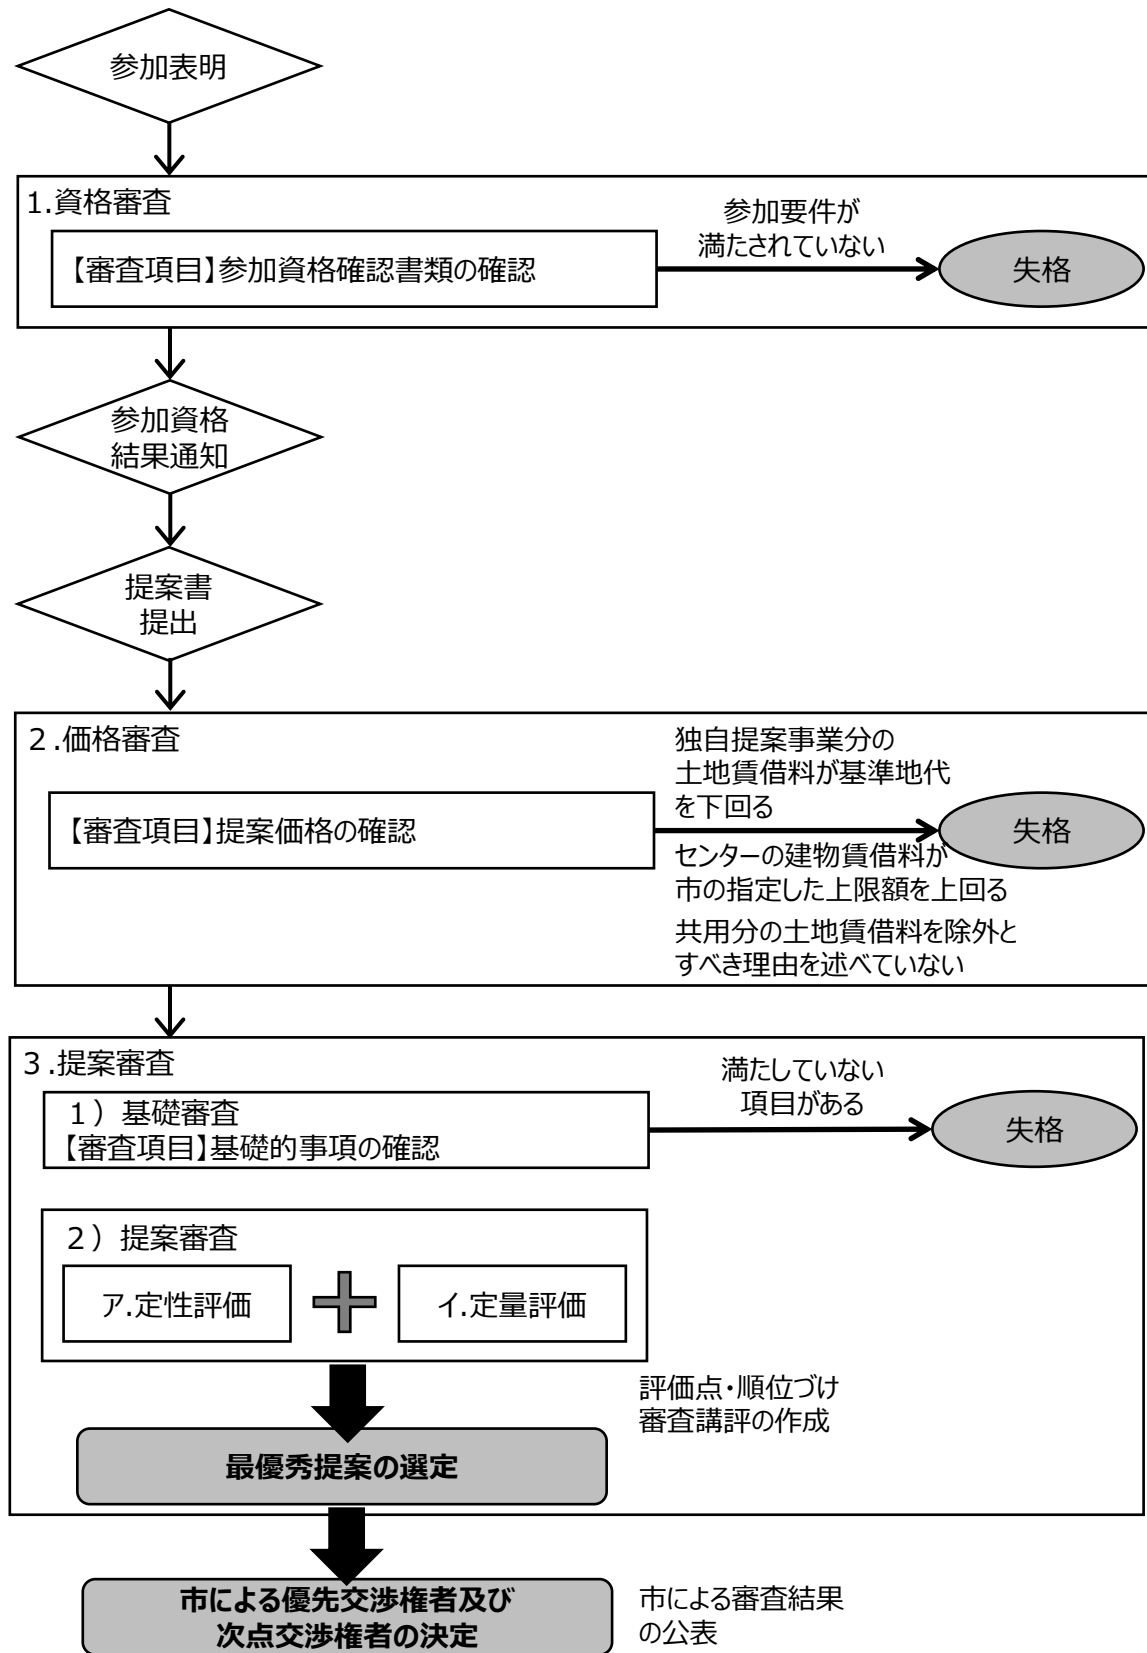 参加表明
1.資格審査
参加要件が
満たされていない
【審査項目】参加資格確認書類の確認
失格
参加資格
結果通知
提案書
提出
２.価格審査
独自提案事業分の
土地賃借料が基準地代
を下回る
【審査項目】提案価格の確認
失格
センターの建物賃借料が
市の指定した上限額を上回る
共用分の土地賃借料を除外と
すべき理由を述べていない
３.提案審査
満たしていない
項目がある
１）基礎審査
【審査項目】基礎的事項の確認
失格
２）提案審査
ア.定性評価
イ.定量評価
評価点・順位づけ
審査講評の作成
最優秀提案の選定
市による優先交渉権者及び
次点交渉権者の決定
市による審査結果
の公表